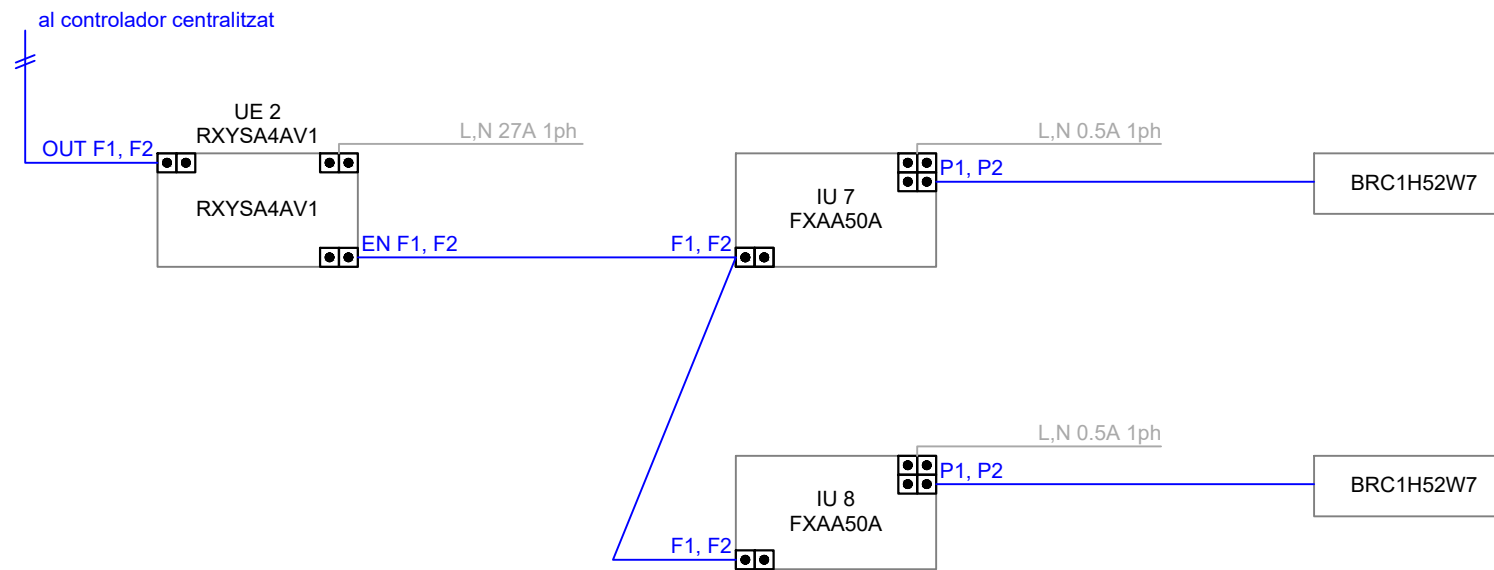 al controlador centralitzat
UE 2
RXYSA4AV1
L,N 27A 1ph
OUT F1, F2
RXYSA4AV1
EN F1, F2
L,N 0.5A 1ph
P1, P2
IU 7
FXAA50A
F1, F2
BRC1H52W7
L,N 0.5A 1ph
P1, P2
IU 8
FXAA50A
F1, F2
BRC1H52W7